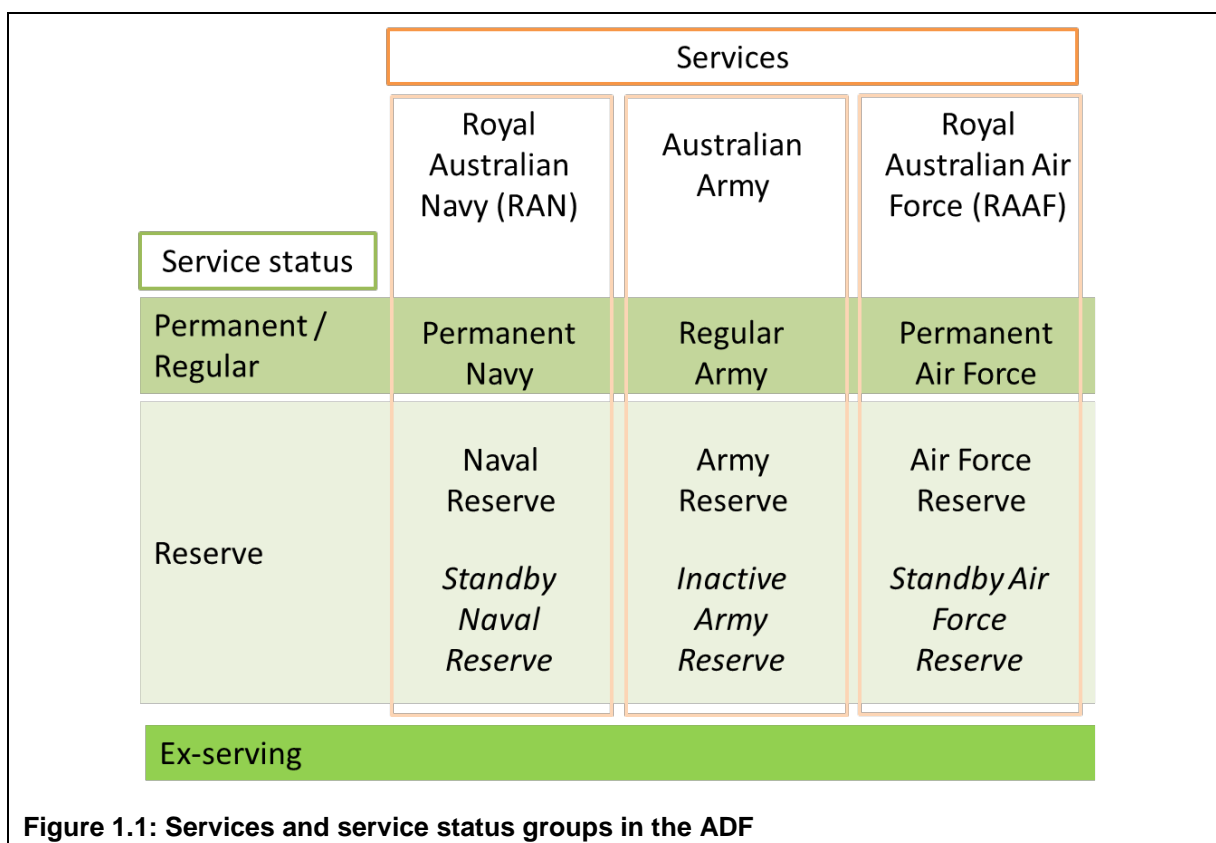 Services
Royal
Australian
Navy (RAN)
Australian
Army
Royal
Australian Air
Force (RAAF)
Service status
Permanent /
Regular
Permanent
Navy
Regular
Army
Permanent
Air Force
Reserve
Naval
Reserve
Standby
Naval
Reserve
Army
Reserve
Inactive
Army
Reserve
Air Force
Reserve
Standby Air
Force
Reserve
Ex-serving
Figure 1.1: Services and service status groups in the ADF